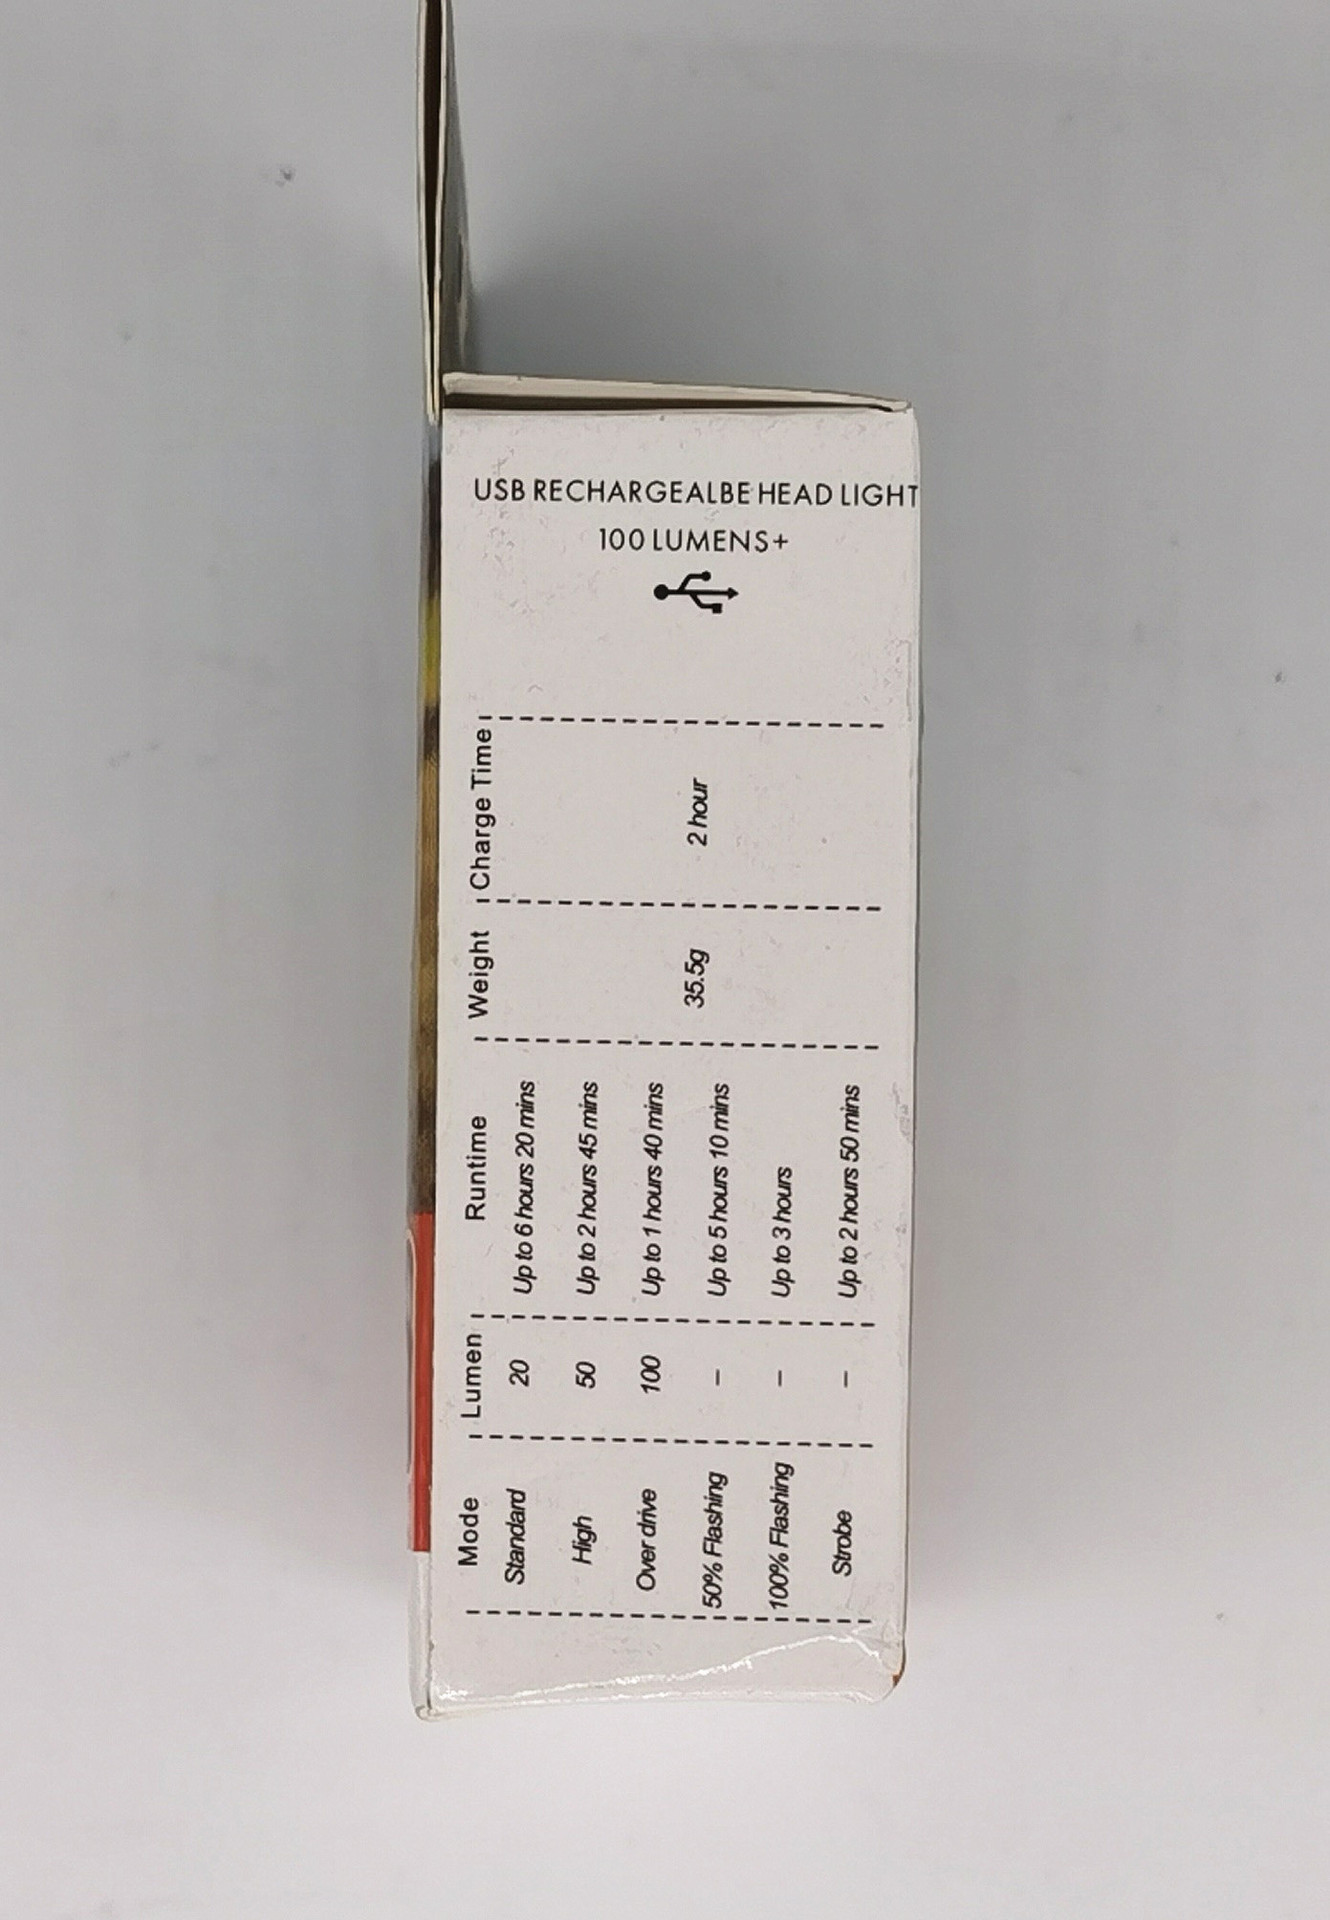 USB RECHARGEALBE HEAD LIGHT
100 LUMENS+
Mode Lumen Runtime Weight Charge Time
Standard 20 Up to 6 hours 20 mins
High 50 Up to 2 hours 45 mins
Over drive 100 Up to 1 hours 40 mins 35.5g 2 hour
50% Flashing – Up to 5 hours 10 mins
100% Flashing – Up to 3 hours
Strobe – Up to 2 hours 50 mins